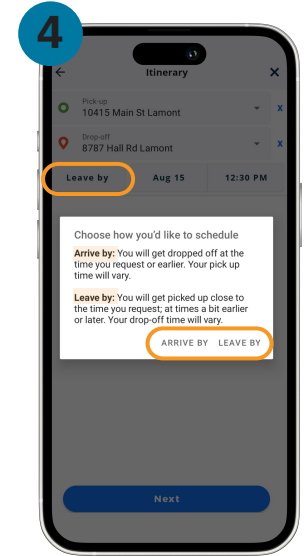 4
Itinerary
Pick-up
10415 Main St Lamont
X
Drop-off
8787 Hall Rd Lamont
X
Leave by Aug 15 12:30 PM
Choose how you'd like to schedule
Arrive by: You will get dropped off at the
time you request or earlier. Your pick up
time will vary.
Leave by: You will get picked up close to
the time you request; at times a bit earlier
or later. Your drop-off time will vary.
ARRIVE BY LEAVE BY
Next